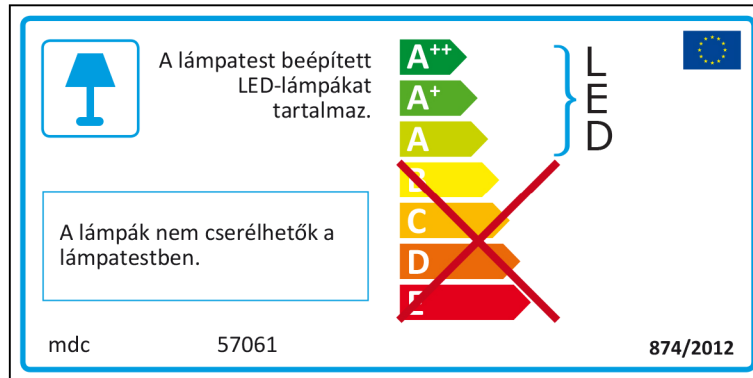 A lámpatest beépített
LED-lámpákat
tartalmaz.
A++
A+
A
B
C
D
E
L
E
D
A lámpák nem cserélhetők a
lámpatestben.
mdc 57061 874/2012